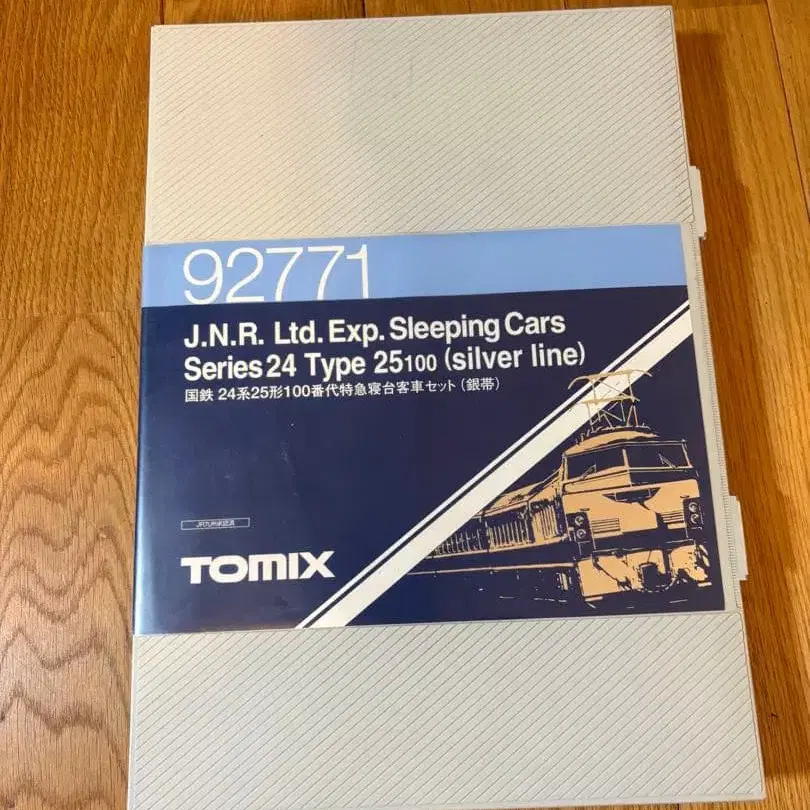 92771
J.N.R. Ltd. Exp. Sleeping Cars
Series 24 Type 25100 (silver line)
国鉄 24系25形100番代特急寝台客車セット (銀帯)
TOMIX